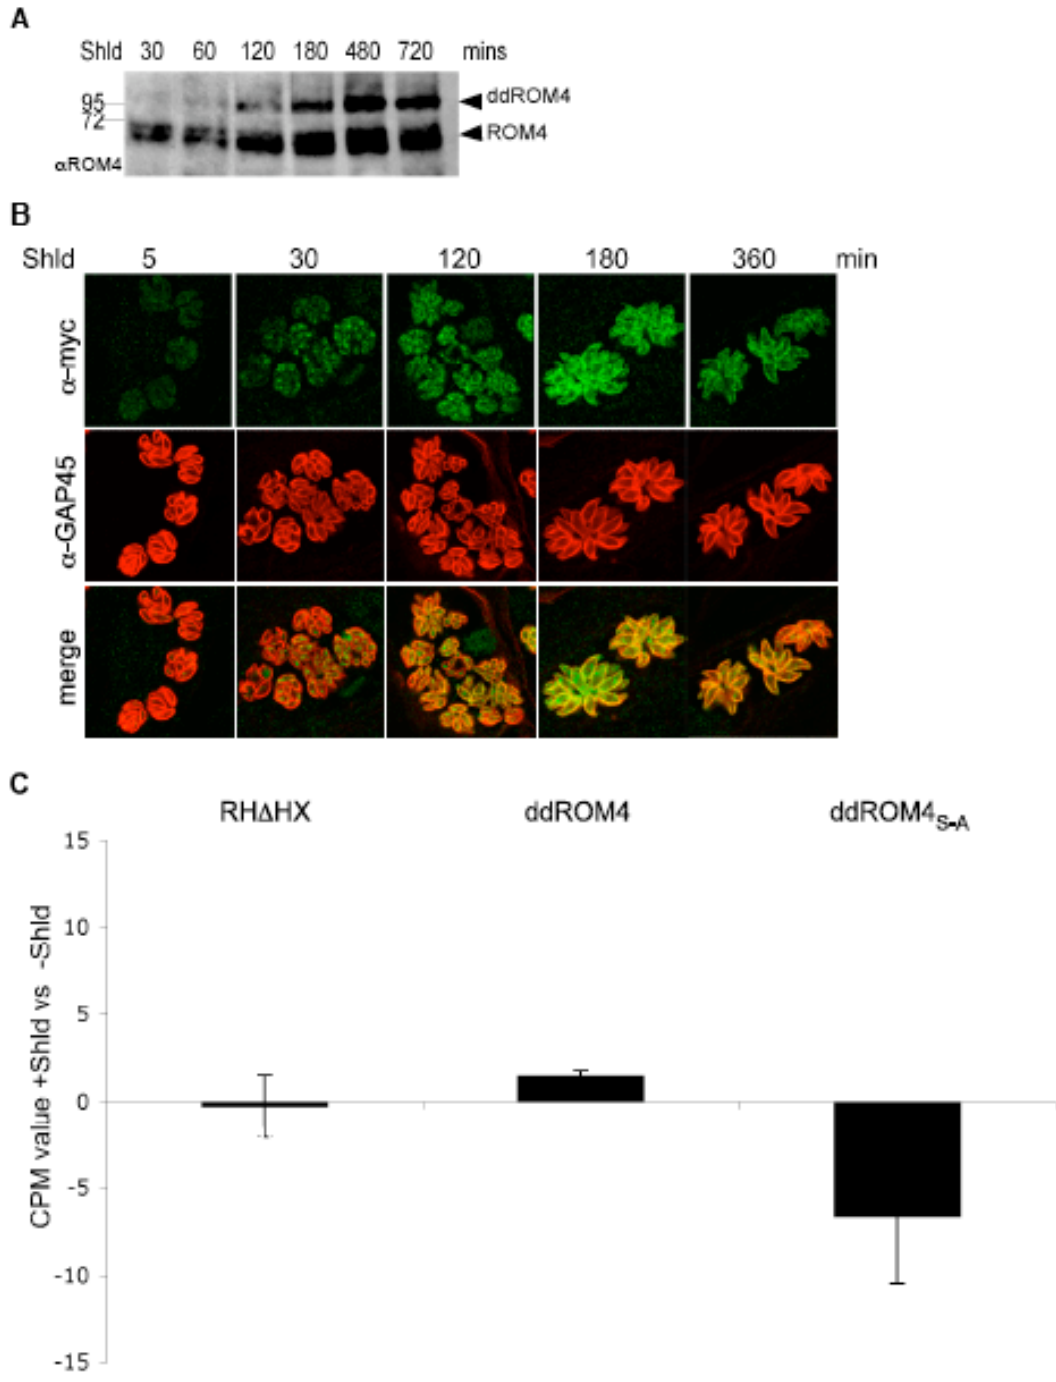 A
Shld 30 60 120 180 480 720 mins
95
72
ddROM4
ROM4
αROM4
B
Shld 5 30 120 180 360 min
α-myc
α-GAP45
merge
C
RHΔHX ddROM4 ddROM4S-A
CPM value +Shld vs -Shld
15
10
5
0
-5
-10
-15